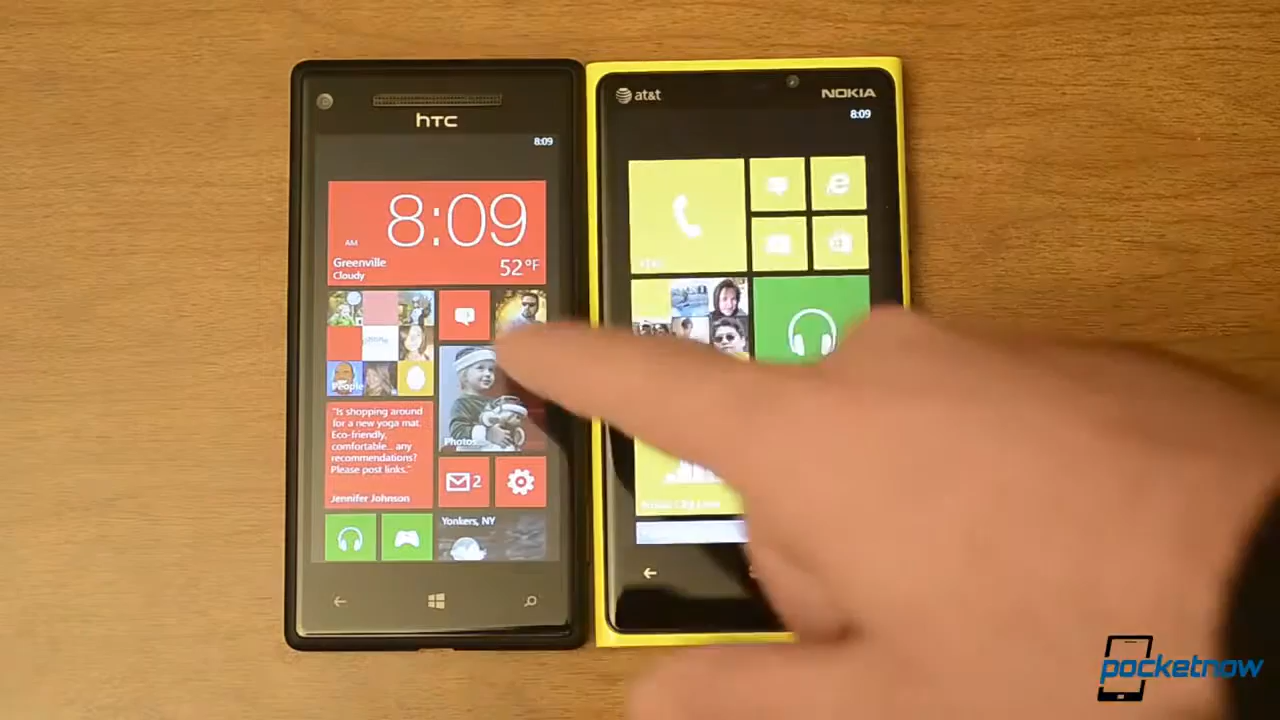 hTC
8:09
8:09
AM
Greenville
Cloudy
52°F
People
"Is shopping around
for a new yoga mat.
Eco-friendly,
comfortable... any
recommendations?
Please post links."
Jennifer Johnson
Photos
2
Yonkers, NY
at&t
NOKIA
8:09
pocketnow